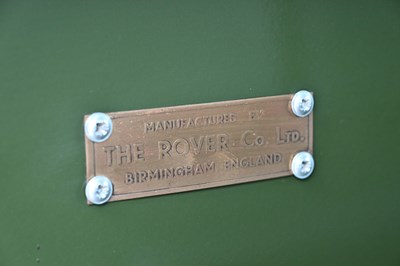 MANUFACTURED BY
THE ROVER CO. LTD.
BIRMINGHAM ENGLAND